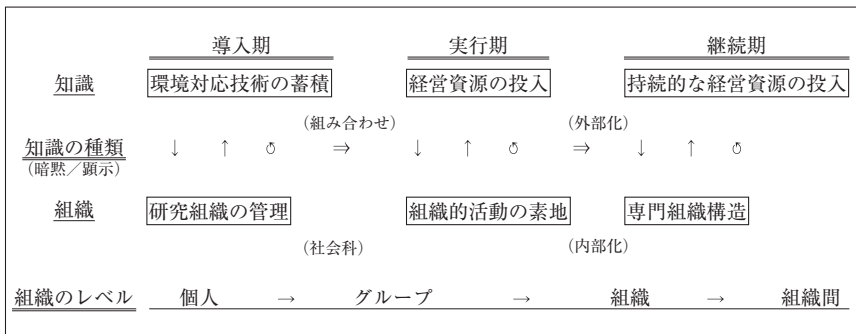 導入期 実行期 継続期
知識 環境対応技術の蓄積 経営資源の投入 持続的な経営資源の投入
（組み合わせ） （外部化）
知識の種類 ↓ ↑ ↺ ⇒ ↓ ↑ ↺ ⇒ ↓ ↑ ↺
（暗黙／顕示）
組織 研究組織の管理 組織的活動の素地 専門組織構造
（社会科） （内部化）
組織のレベル 個人 → グループ → 組織 → 組織間